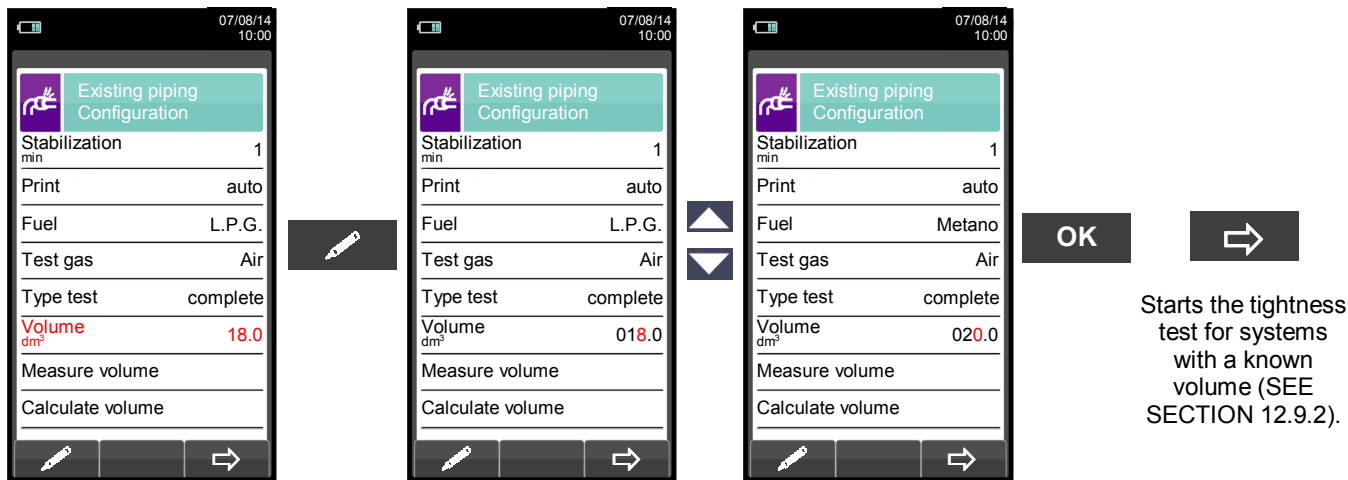 07/08/14
10:00
Existing piping
Configuration
Stabilization
min
1
Print auto
Fuel L.P.G.
Test gas Air
Type test complete
Volume
dm³
18.0
Measure volume
Calculate volume
07/08/14
10:00
Existing piping
Configuration
Stabilization
min
1
Print auto
Fuel L.P.G.
Test gas Air
Type test complete
Volume
dm³
018.0
Measure volume
Calculate volume
07/08/14
10:00
Existing piping
Configuration
Stabilization
min
1
Print auto
Fuel Metano
Test gas Air
Type test complete
Volume
dm³
020.0
Measure volume
Calculate volume
OK
Starts the tightness
test for systems
with a known
volume (SEE
SECTION 12.9.2).